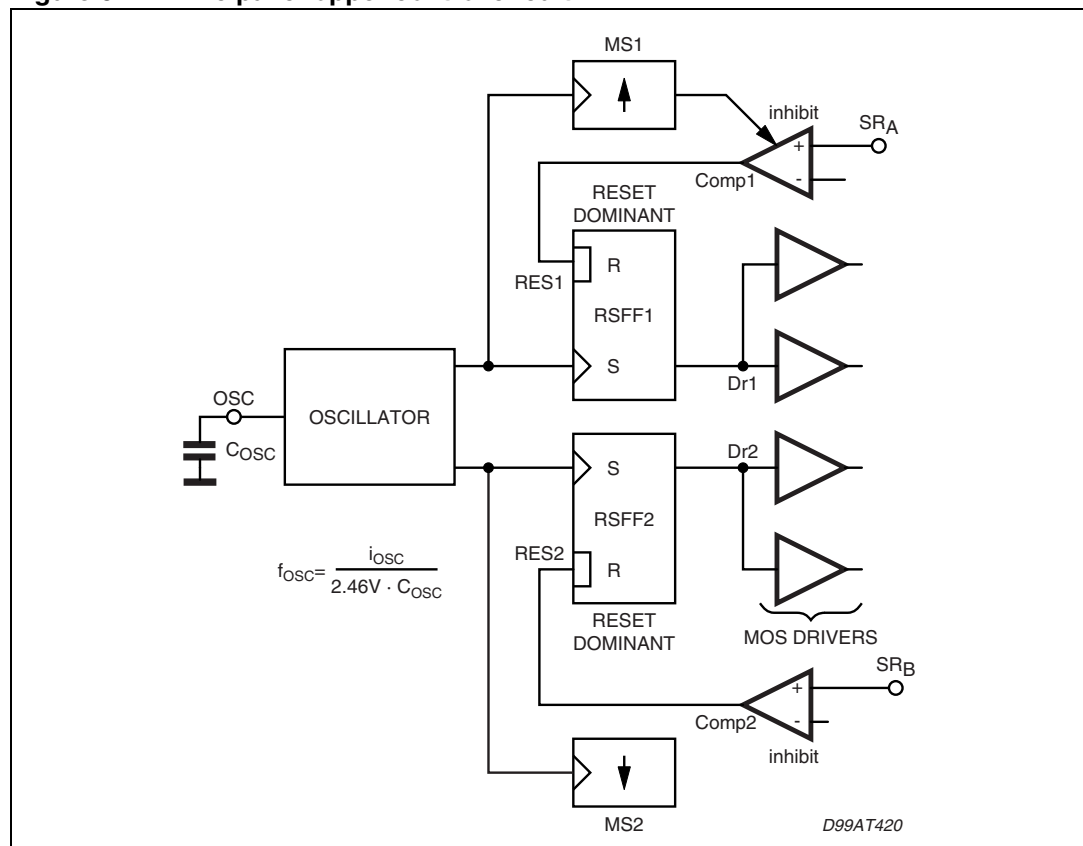 MS1
inhibit
SRA
+
-
Comp1
RESET
DOMINANT
R
RES1
RSFF1
S
Dr1
OSC
OSCILLATOR
COSC
Dr2
S
RSFF2
RES2
R
fOSC= iOSC
2.46V · COSC
RESET
DOMINANT
MOS DRIVERS
SRB
+
-
Comp2
inhibit
MS2
D99AT420